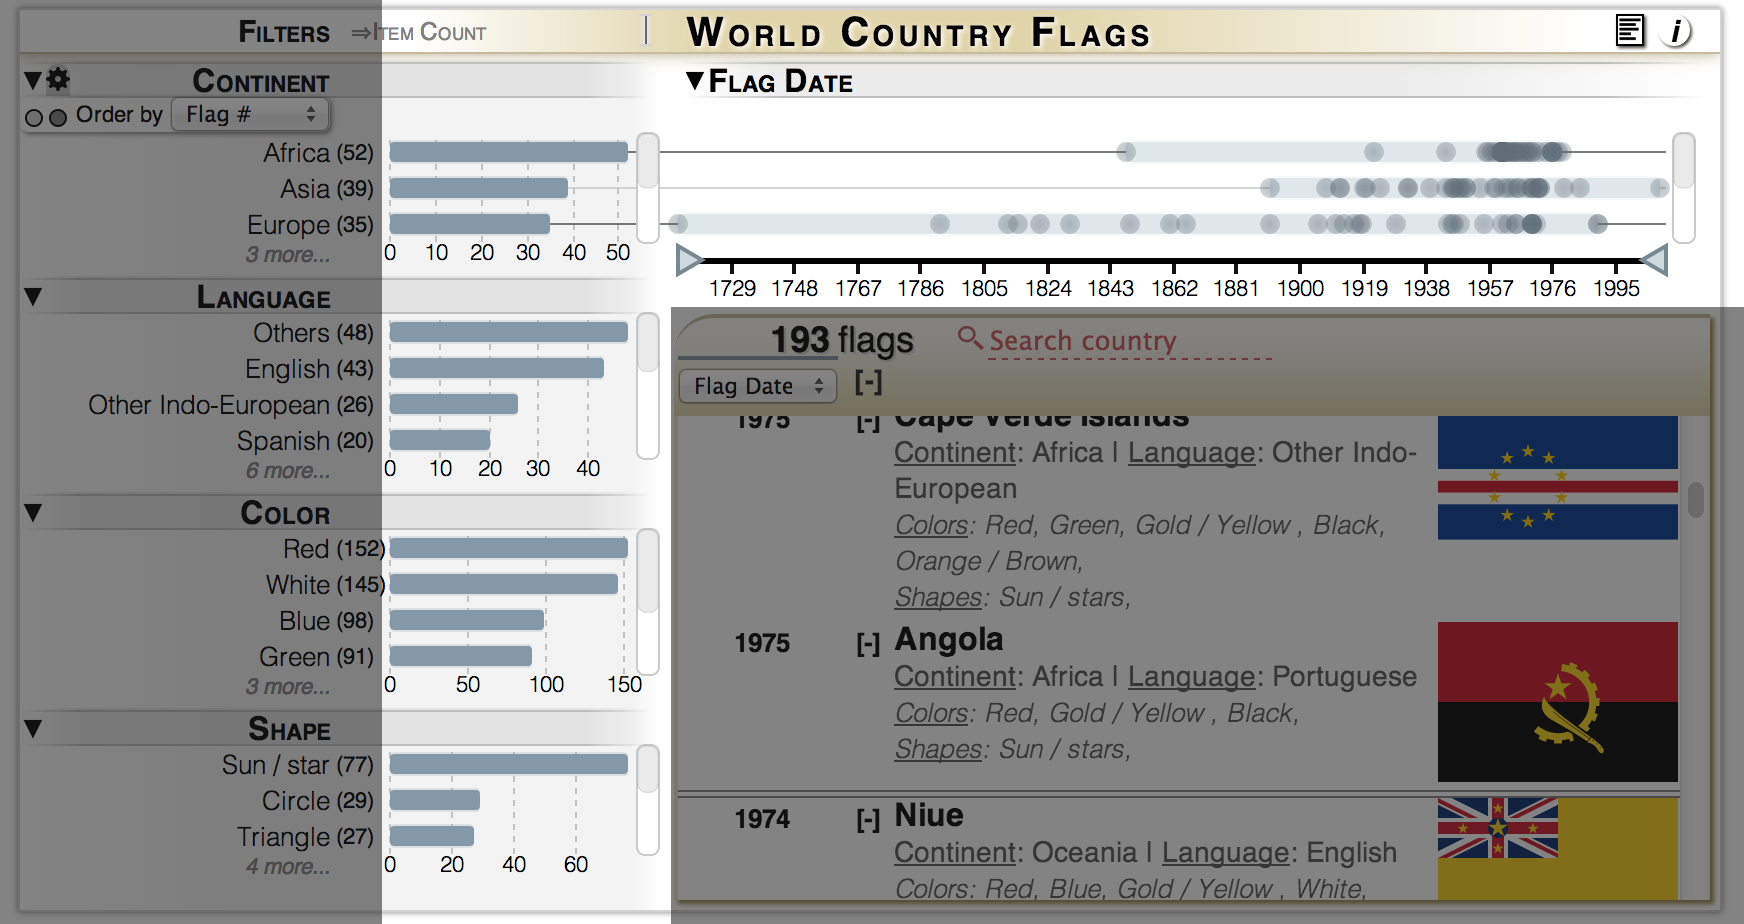 FILTERS ⇒ITEM COUNT
WORLD COUNTRY FLAGS
i
▼ CONTINENT
▼FLAG DATE
Order by Flag #
Africa (52)
Asia (39)
Europe (35)
3 more...
0 10 20 30 40 50
1729 1748 1767 1786 1805 1824 1843 1862 1881 1900 1919 1938 1957 1976 1995
▼ LANGUAGE
Others (48)
English (43)
Other Indo-European (26)
Spanish (20)
6 more...
0 10 20 30 40
▼ COLOR
Red (152)
White (145)
Blue (98)
Green (91)
3 more...
0 50 100 150
▼ SHAPE
Sun / star (77)
Circle (29)
Triangle (27)
4 more...
0 20 40 60
193 flags
Search country
Flag Date [-]
1975 [-] Cape Verde Islands
Continent: Africa | Language: Other Indo-
European
Colors: Red, Green, Gold / Yellow , Black,
Orange / Brown,
Shapes: Sun / stars,
1975 [-] Angola
Continent: Africa | Language: Portuguese
Colors: Red, Gold / Yellow , Black,
Shapes: Sun / stars,
1974 [-] Niue
Continent: Oceania | Language: English
Colors: Red, Blue, Gold / Yellow , White,